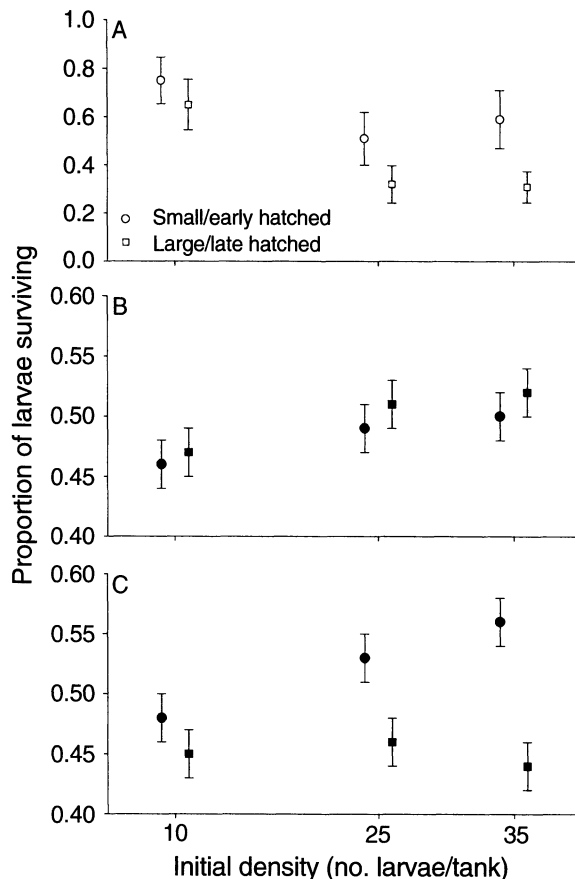 A
1.0
0.8
0.6
0.4
0.2
0.0
Small/early hatched
Large/late hatched
Proportion of larvae surviving
B
0.60
0.55
0.50
0.45
0.40
C
0.60
0.55
0.50
0.45
0.40
10 25 35
Initial density (no. larvae/tank)